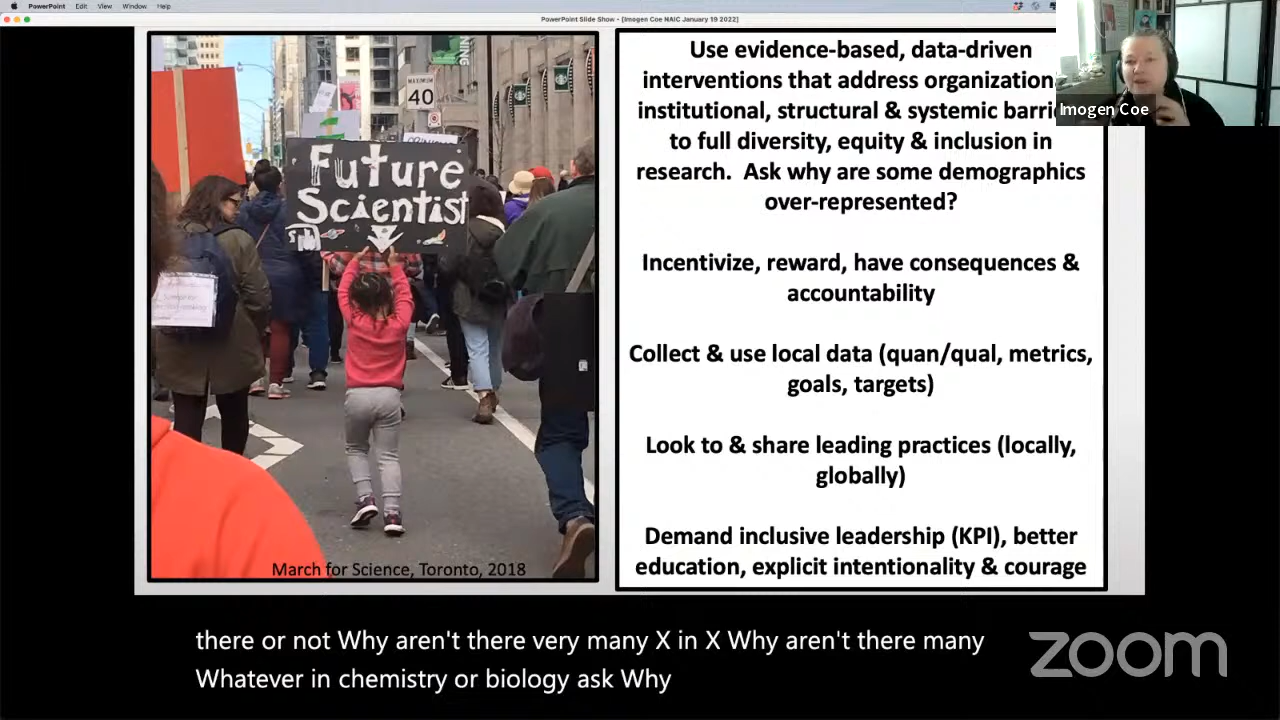 PowerPoint Edit View Window Help
PowerPoint Slide Show - [Imogen Coe NAIC January 19 2022]
MAXIMUM
40
Future
Scientist
March for Science, Toronto, 2018
Use evidence-based, data-driven
interventions that address organization
institutional, structural & systemic barri
to full diversity, equity & inclusion in
research. Ask why are some demographics
over-represented?
Incentivize, reward, have consequences &
accountability
Collect & use local data (quan/qual, metrics,
goals, targets)
Look to & share leading practices (locally,
globally)
Demand inclusive leadership (KPI), better
education, explicit intentionality & courage
Imogen Coe
there or not Why aren't there very many X in X Why aren't there many
Whatever in chemistry or biology ask Why
zoom